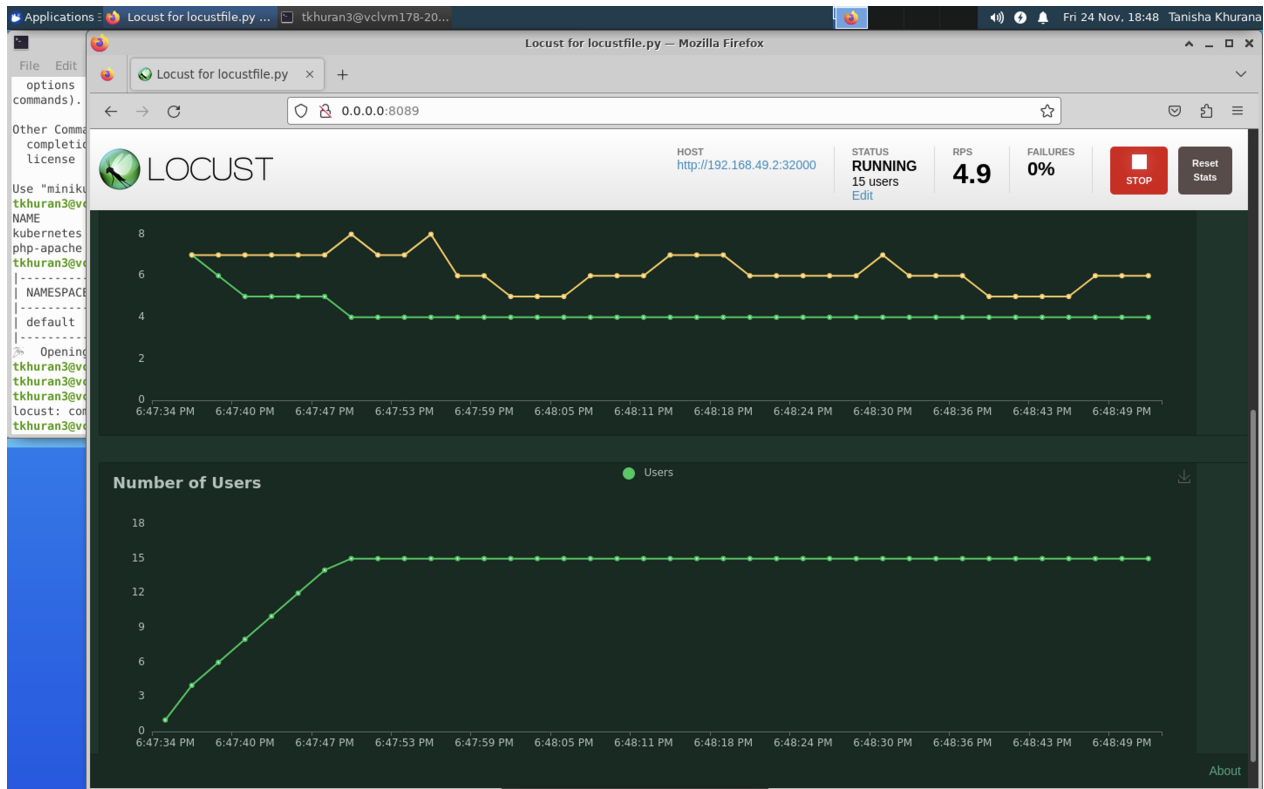 Applications Locust for locustfile.py ... tkhuran3@vclvm178-20... Fri 24 Nov, 18:48 Tanisha Khurana
Locust for locustfile.py — Mozilla Firefox
File Edit
Locust for locustfile.py × +
options
commands).
0.0.0.0:8089
Other Comma
completic
license
Use "miniku
tkhuran3@vc
NAME
kubernetes
php-apache
tkhuran3@vc
|---------
| NAMESPACE
|---------
| default
|---------
Opening
tkhuran3@vc
tkhuran3@vc
tkhuran3@vc
locust: com
tkhuran3@vc
LOCUST
HOST
http://192.168.49.2:32000
STATUS
RUNNING
15 users
Edit
RPS
4.9
FAILURES
0%
STOP
Reset
Stats
8
6
4
2
0
6:47:34 PM 6:47:40 PM 6:47:47 PM 6:47:53 PM 6:47:59 PM 6:48:05 PM 6:48:11 PM 6:48:18 PM 6:48:24 PM 6:48:30 PM 6:48:36 PM 6:48:43 PM 6:48:49 PM
Users
Number of Users
18
15
12
9
6
3
0
6:47:34 PM 6:47:40 PM 6:47:47 PM 6:47:53 PM 6:47:59 PM 6:48:05 PM 6:48:11 PM 6:48:18 PM 6:48:24 PM 6:48:30 PM 6:48:36 PM 6:48:43 PM 6:48:49 PM
About